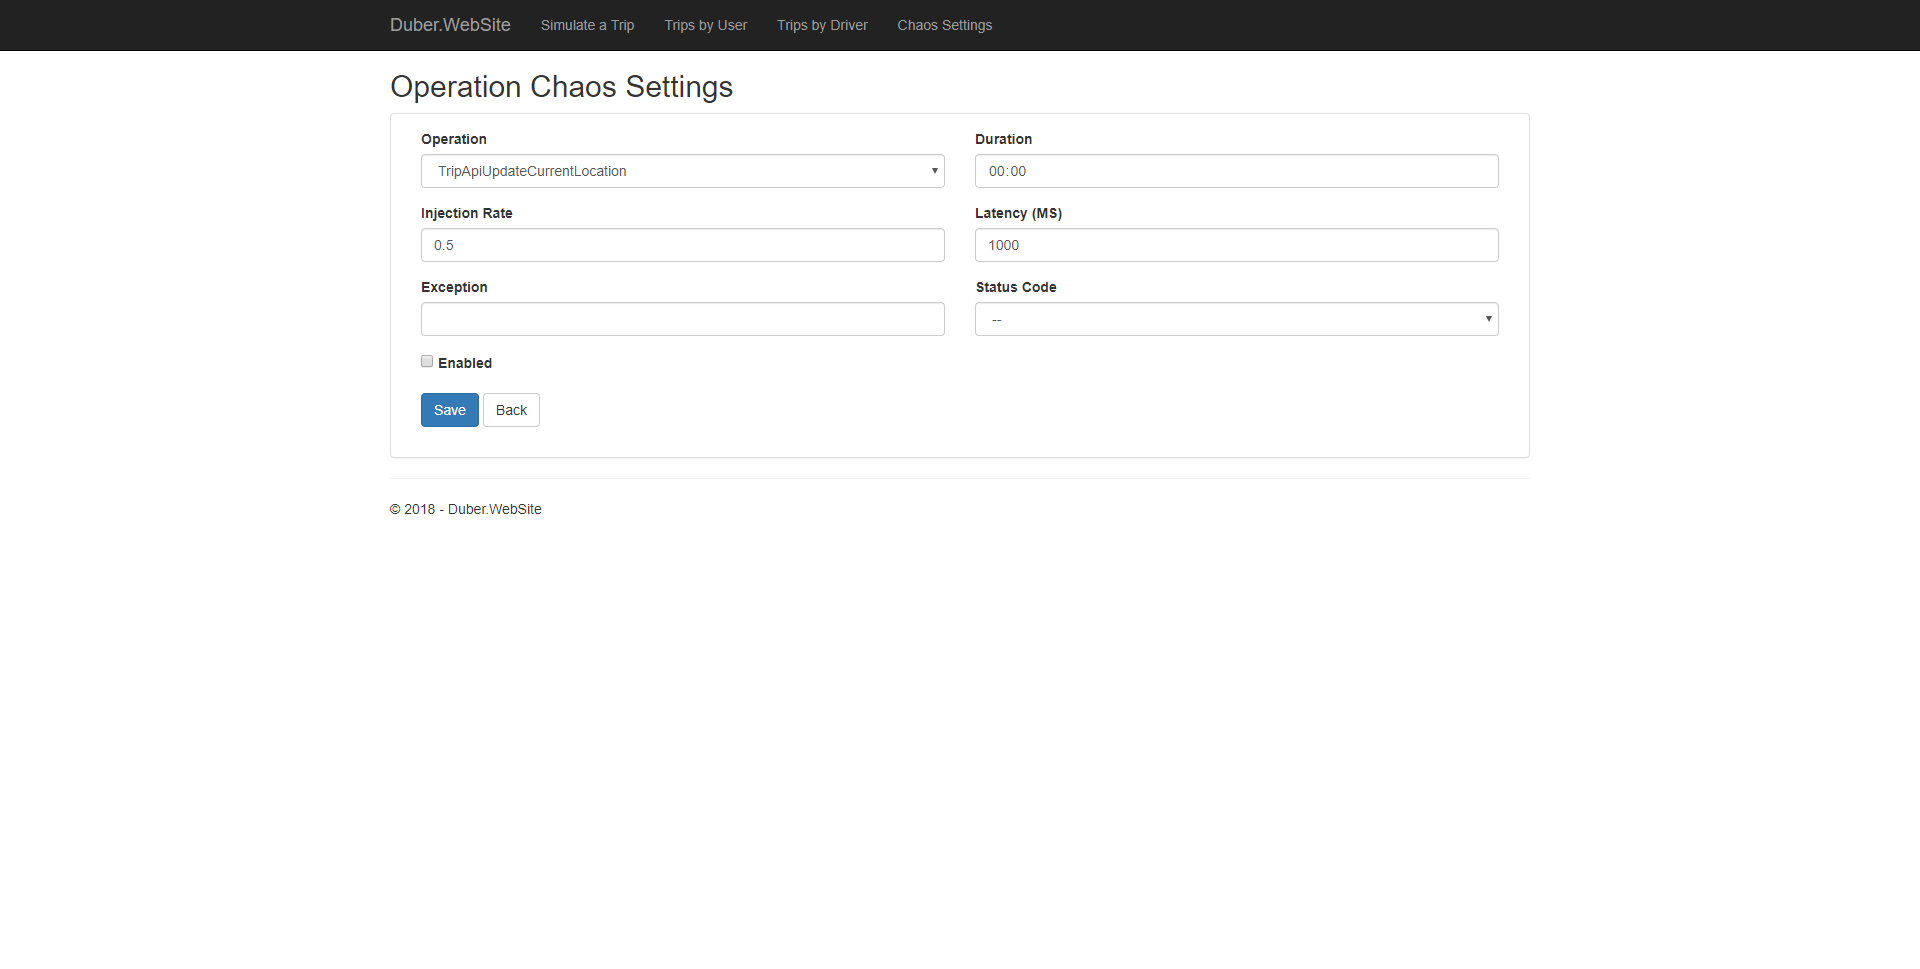 Duber.WebSite Simulate a Trip Trips by User Trips by Driver Chaos Settings
Operation Chaos Settings
Operation Duration
TripApiUpdateCurrentLocation 00:00
Injection Rate Latency (MS)
0.5 1000
Exception Status Code
--
Enabled
Save Back
© 2018 - Duber.WebSite